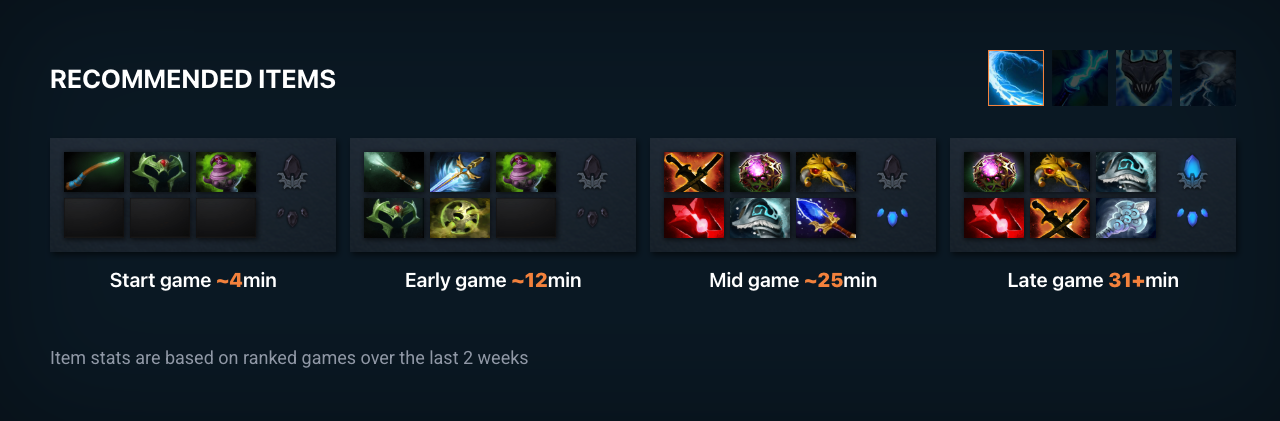 RECOMMENDED ITEMS
Start game ~4min
Early game ~12min
Mid game ~25min
Late game 31+min
Item stats are based on ranked games over the last 2 weeks